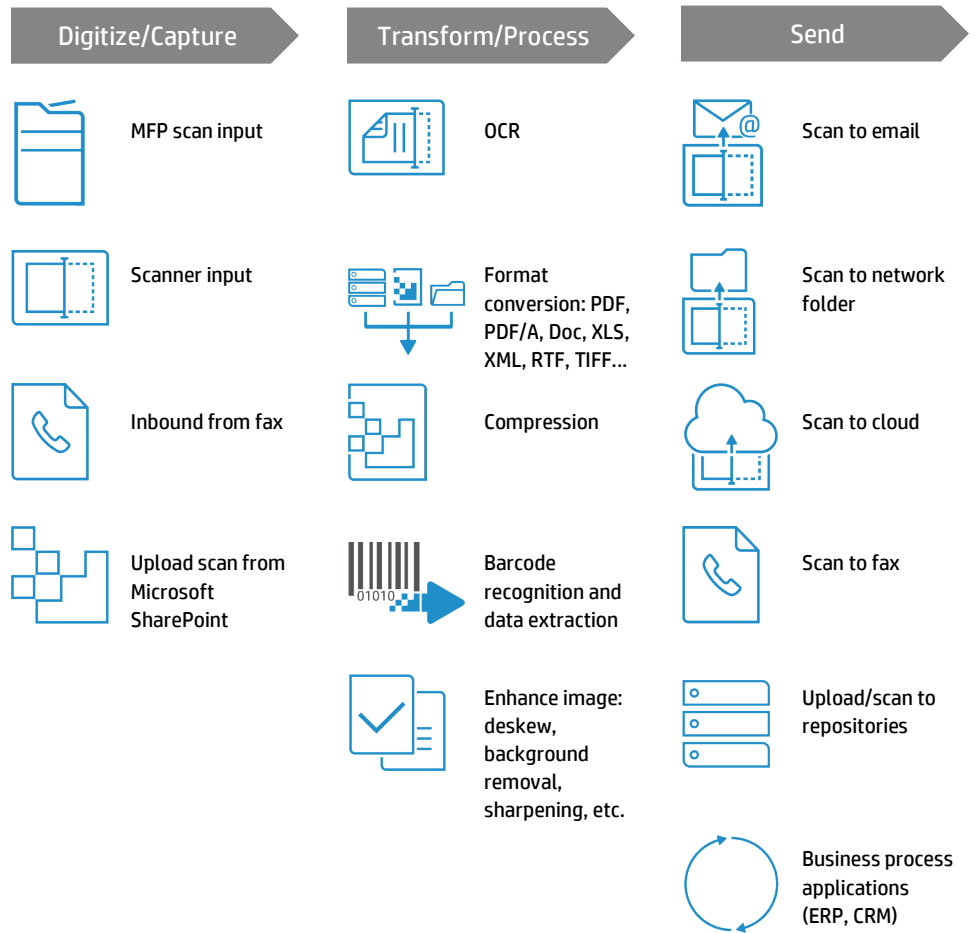 Digitize/Capture
MFP scan input
Scanner input
Inbound from fax
Upload scan from
Microsoft
SharePoint
Transform/Process
OCR
Format
conversion: PDF,
PDF/A, Doc, XLS,
XML, RTF, TIFF...
Compression
01010
Barcode
recognition and
data extraction
Enhance image:
deskew,
background
removal,
sharpening, etc.
Send
@
Scan to email
Scan to network
folder
Scan to cloud
Scan to fax
Upload/scan to
repositories
Business process
applications
(ERP, CRM)